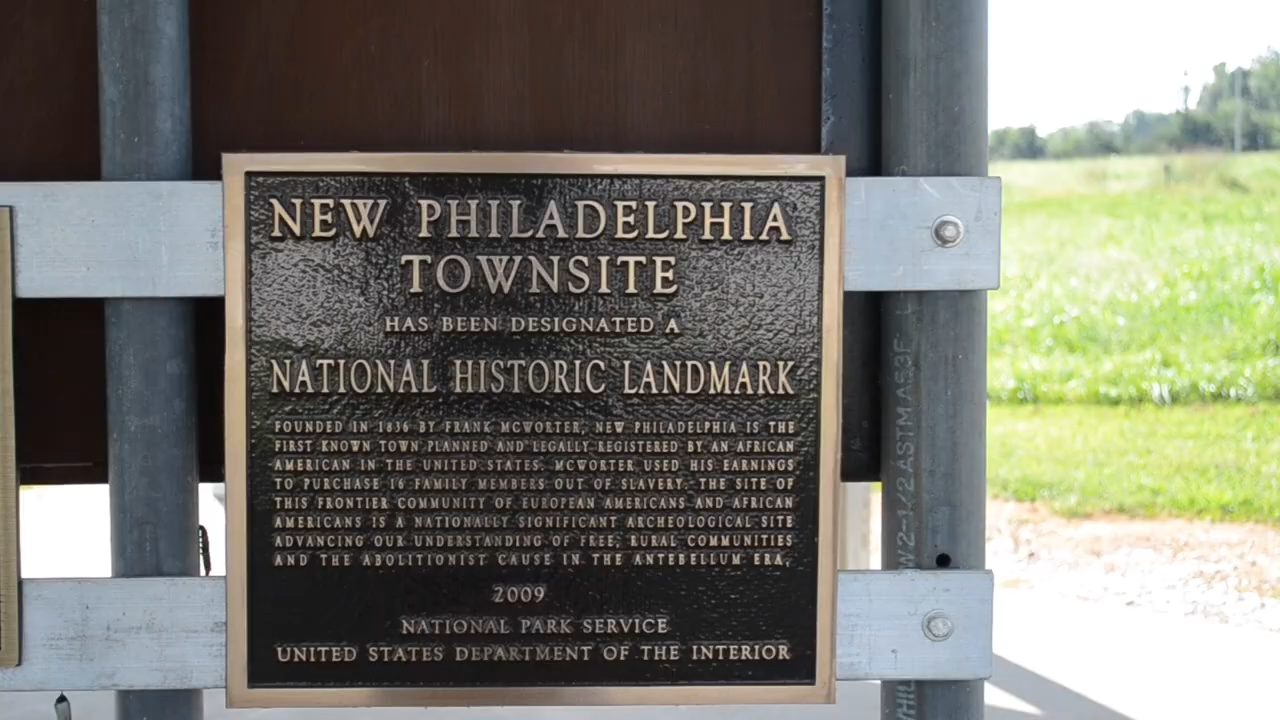 NEW PHILADELPHIA
TOWNSITE
HAS BEEN DESIGNATED A
NATIONAL HISTORIC LANDMARK
FOUNDED IN 1836 BY FRANK MCWORTER, NEW PHILADELPHIA IS THE
FIRST KNOWN TOWN PLANNED AND LEGALLY REGISTERED BY AN AFRICAN
AMERICAN IN THE UNITED STATES. MCWORTER USED HIS EARNINGS
TO PURCHASE 16 FAMILY MEMBERS OUT OF SLAVERY. THE SITE OF
THIS FRONTIER COMMUNITY OF EUROPEAN AMERICANS AND AFRICAN
AMERICANS IS A NATIONALLY SIGNIFICANT ARCHEOLOGICAL SITE
ADVANCING OUR UNDERSTANDING OF FREE, RURAL COMMUNITIES
AND THE ABOLITIONIST CAUSE IN THE ANTEBELLUM ERA.
2009
NATIONAL PARK SERVICE
UNITED STATES DEPARTMENT OF THE INTERIOR
2-1/2 ASTM A53F